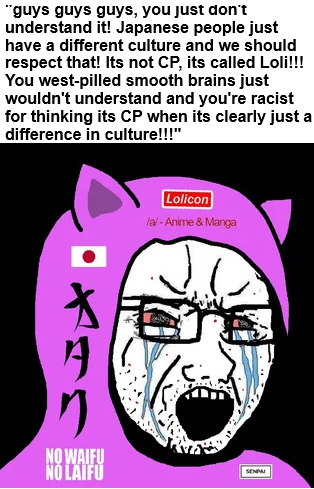 "guys guys guys, you just don't
understand it! Japanese people just
have a different culture and we should
respect that! Its not CP, its called Loli!!!
You west-pilled smooth brains just
wouldn't understand and you're racist
for thinking its CP when its clearly just a
difference in culture!!!"
Lolicon
/a/ - Anime & Manga
オタク
NO WAIFU
NO LAIFU
SENPAI